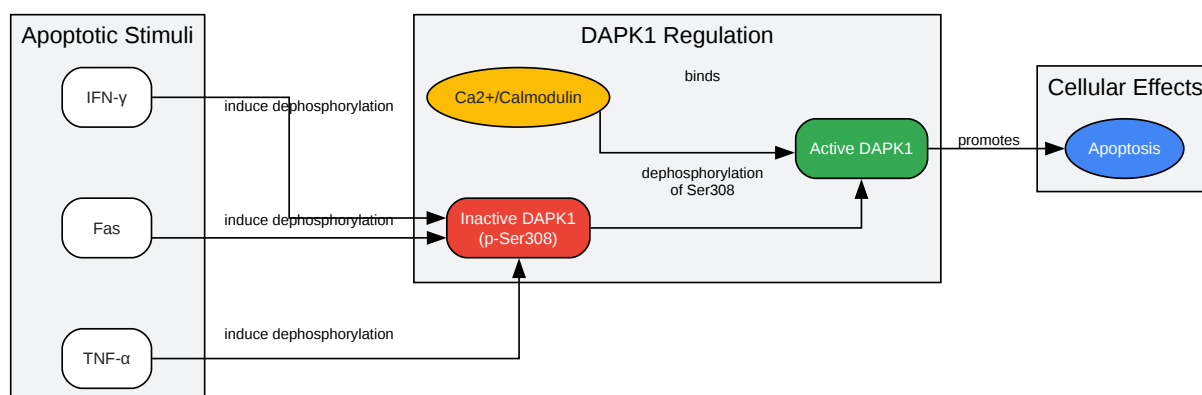 Apoptotic Stimuli
IFN-γ
Fas
TNF-α
induce dephosphorylation
induce dephosphorylation
induce dephosphorylation
DAPK1 Regulation
Ca2+/Calmodulin
binds
Inactive DAPK1
(p-Ser308)
dephosphorylation
of Ser308
Active DAPK1
promotes
Cellular Effects
Apoptosis